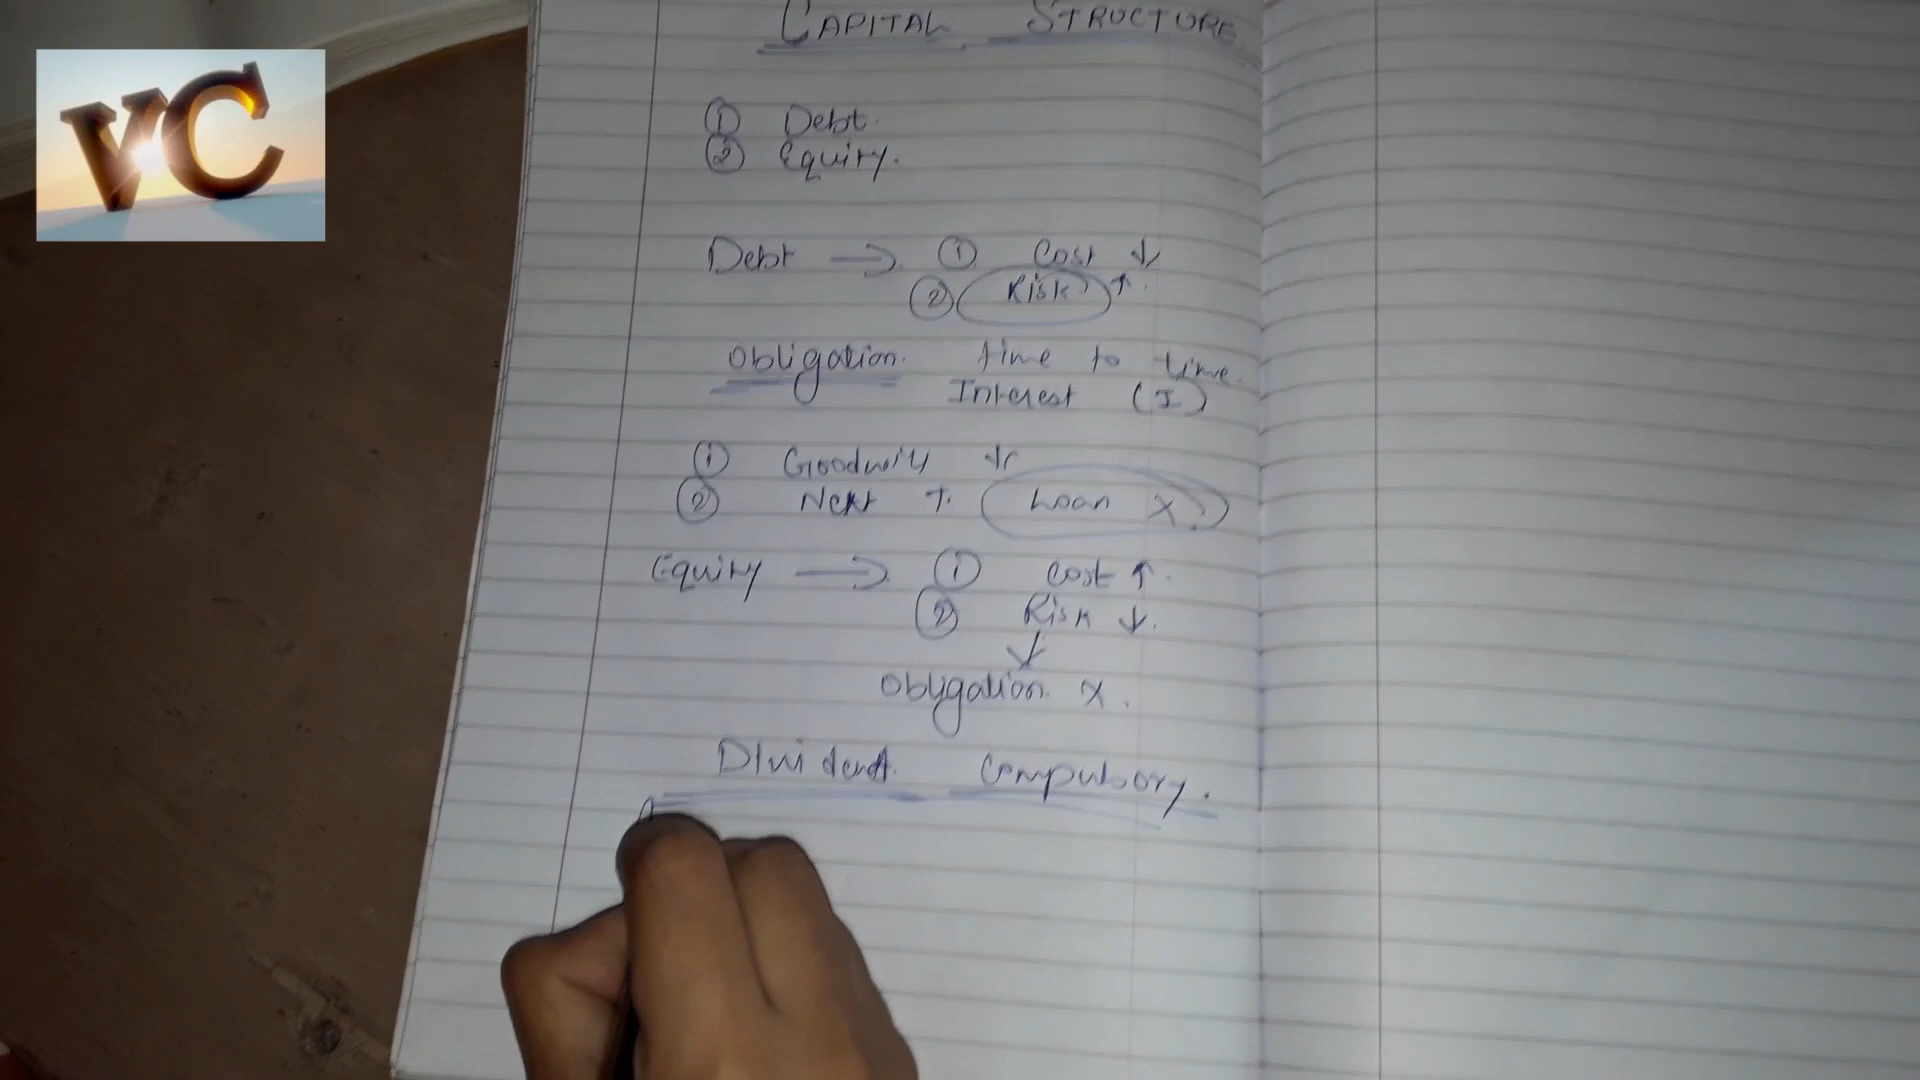 VC
CAPITAL STRUCTURE
① Debt.
② Equity.
Debt → ① Cost ↓
② Risk ↑.
Obligation. time to time.
Interest (I)
① Goodwill ↓
② Next ↑. Loan X.
Equity → ① Cost ↑.
② Risk ↓.
↓
Obligation X.
Dividend. Compulsory.